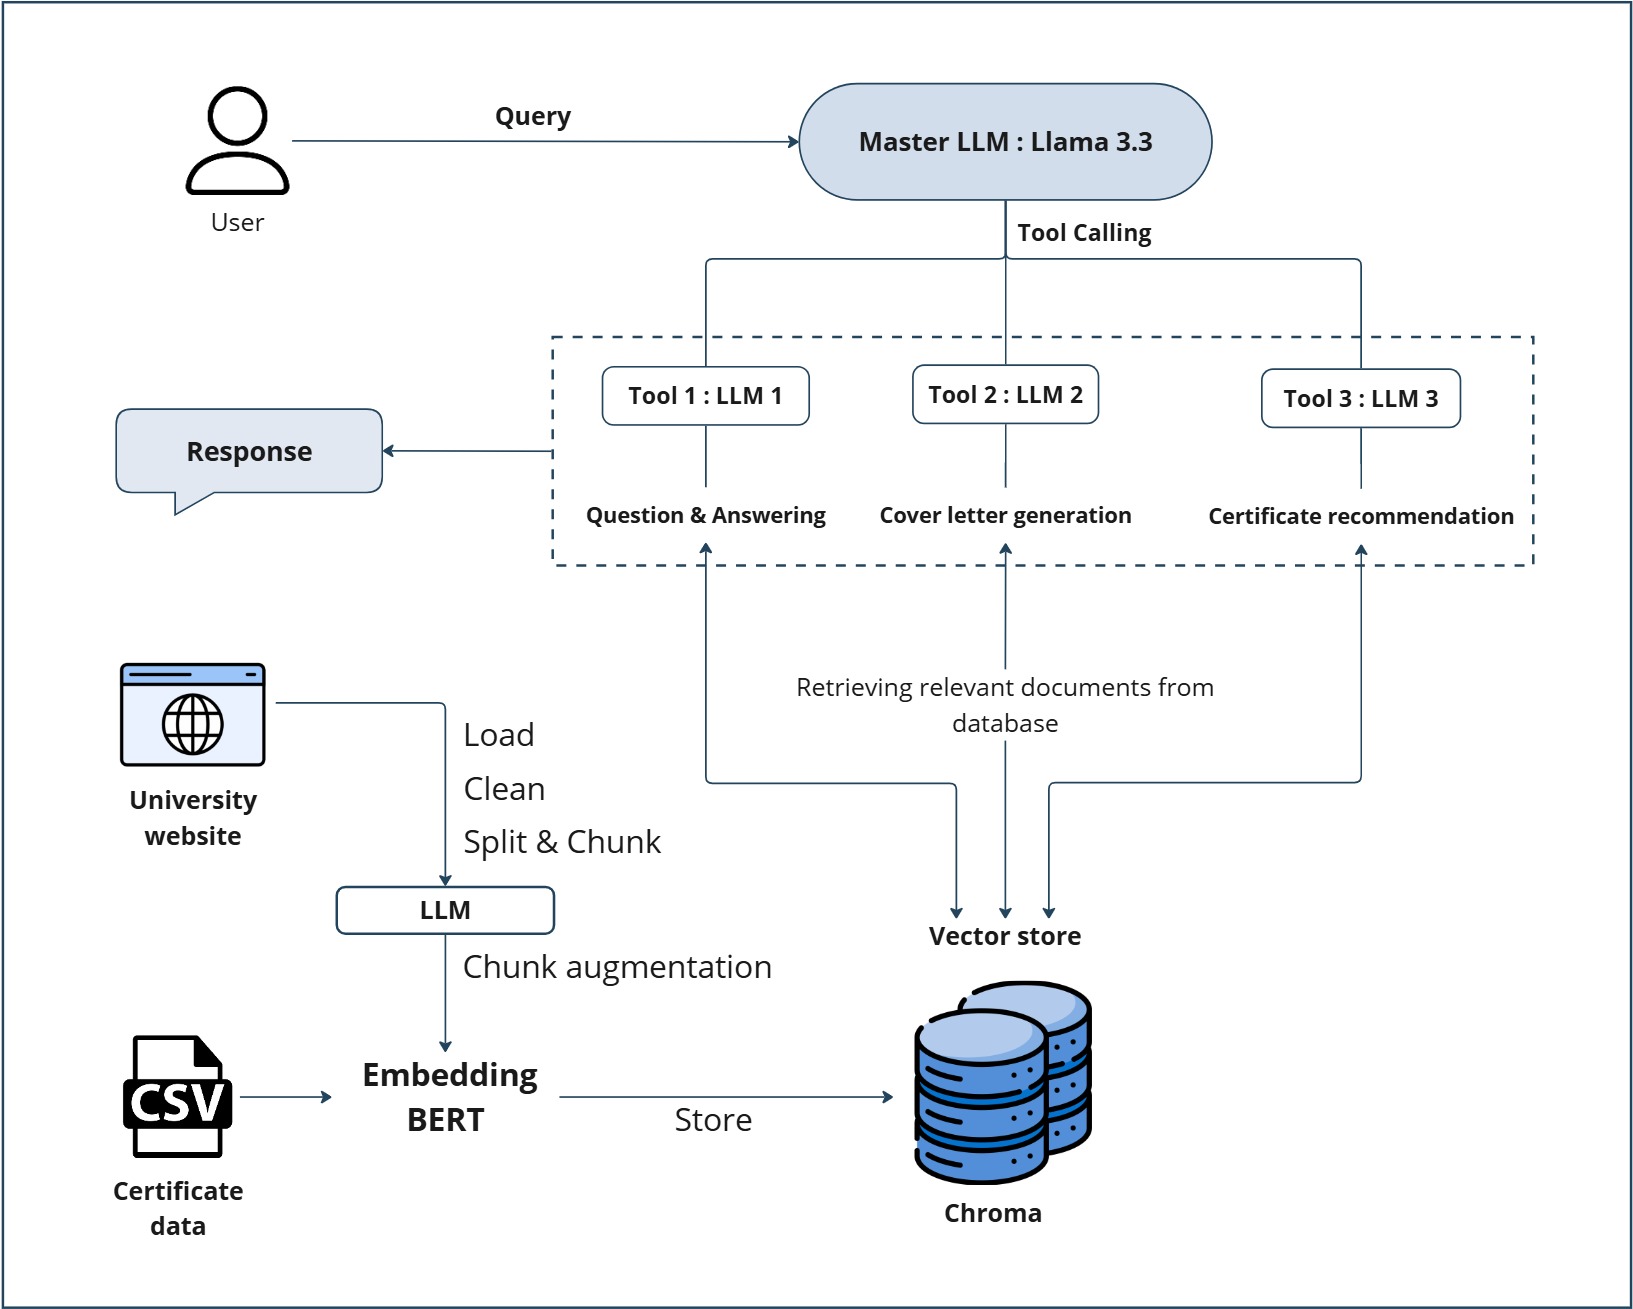 Query
Master LLM : Llama 3.3
User
Tool Calling
Tool 1 : LLM 1
Tool 2 : LLM 2
Tool 3 : LLM 3
Response
Question & Answering
Cover letter generation
Certificate recommendation
Retrieving relevant documents from
database
University
website
Load
Clean
Split & Chunk
LLM
Chunk augmentation
Vector store
CSV
Certificate
data
Embedding
BERT
Store
Chroma